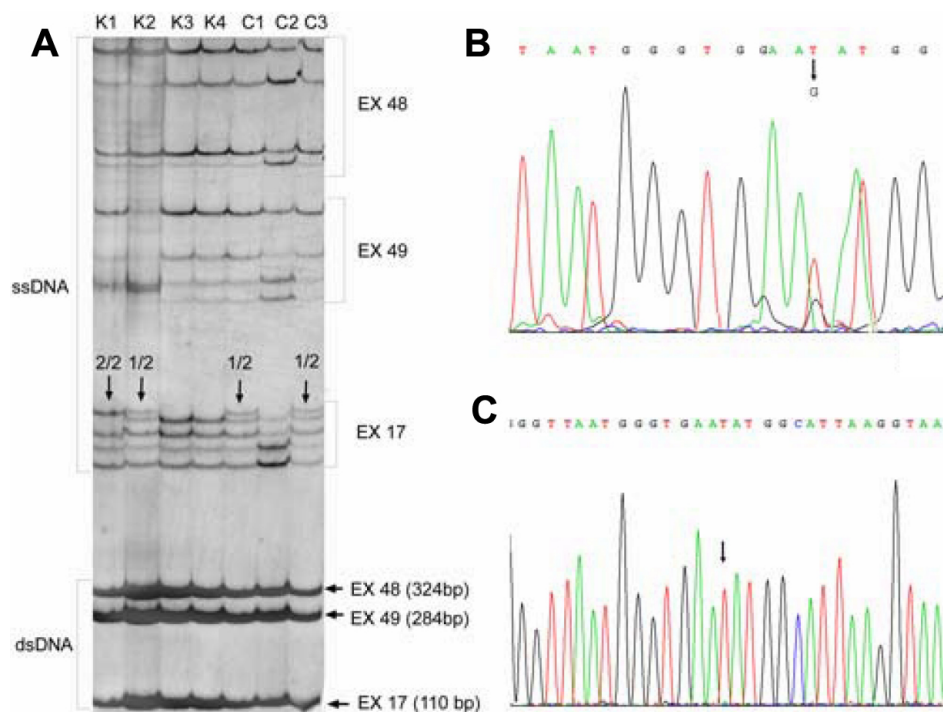 A
K1 K2 K3 K4 C1 C2 C3
EX 48
EX 49
ssDNA
2/2 1/2 1/2 1/2
EX 17
EX 48 (324bp)
EX 49 (284bp)
dsDNA
EX 17 (110 bp)
B
T A A T G G G T G G A A T A T G G
G
C
GGTTAATGGGTGAATATGGCATTAAGGTAA